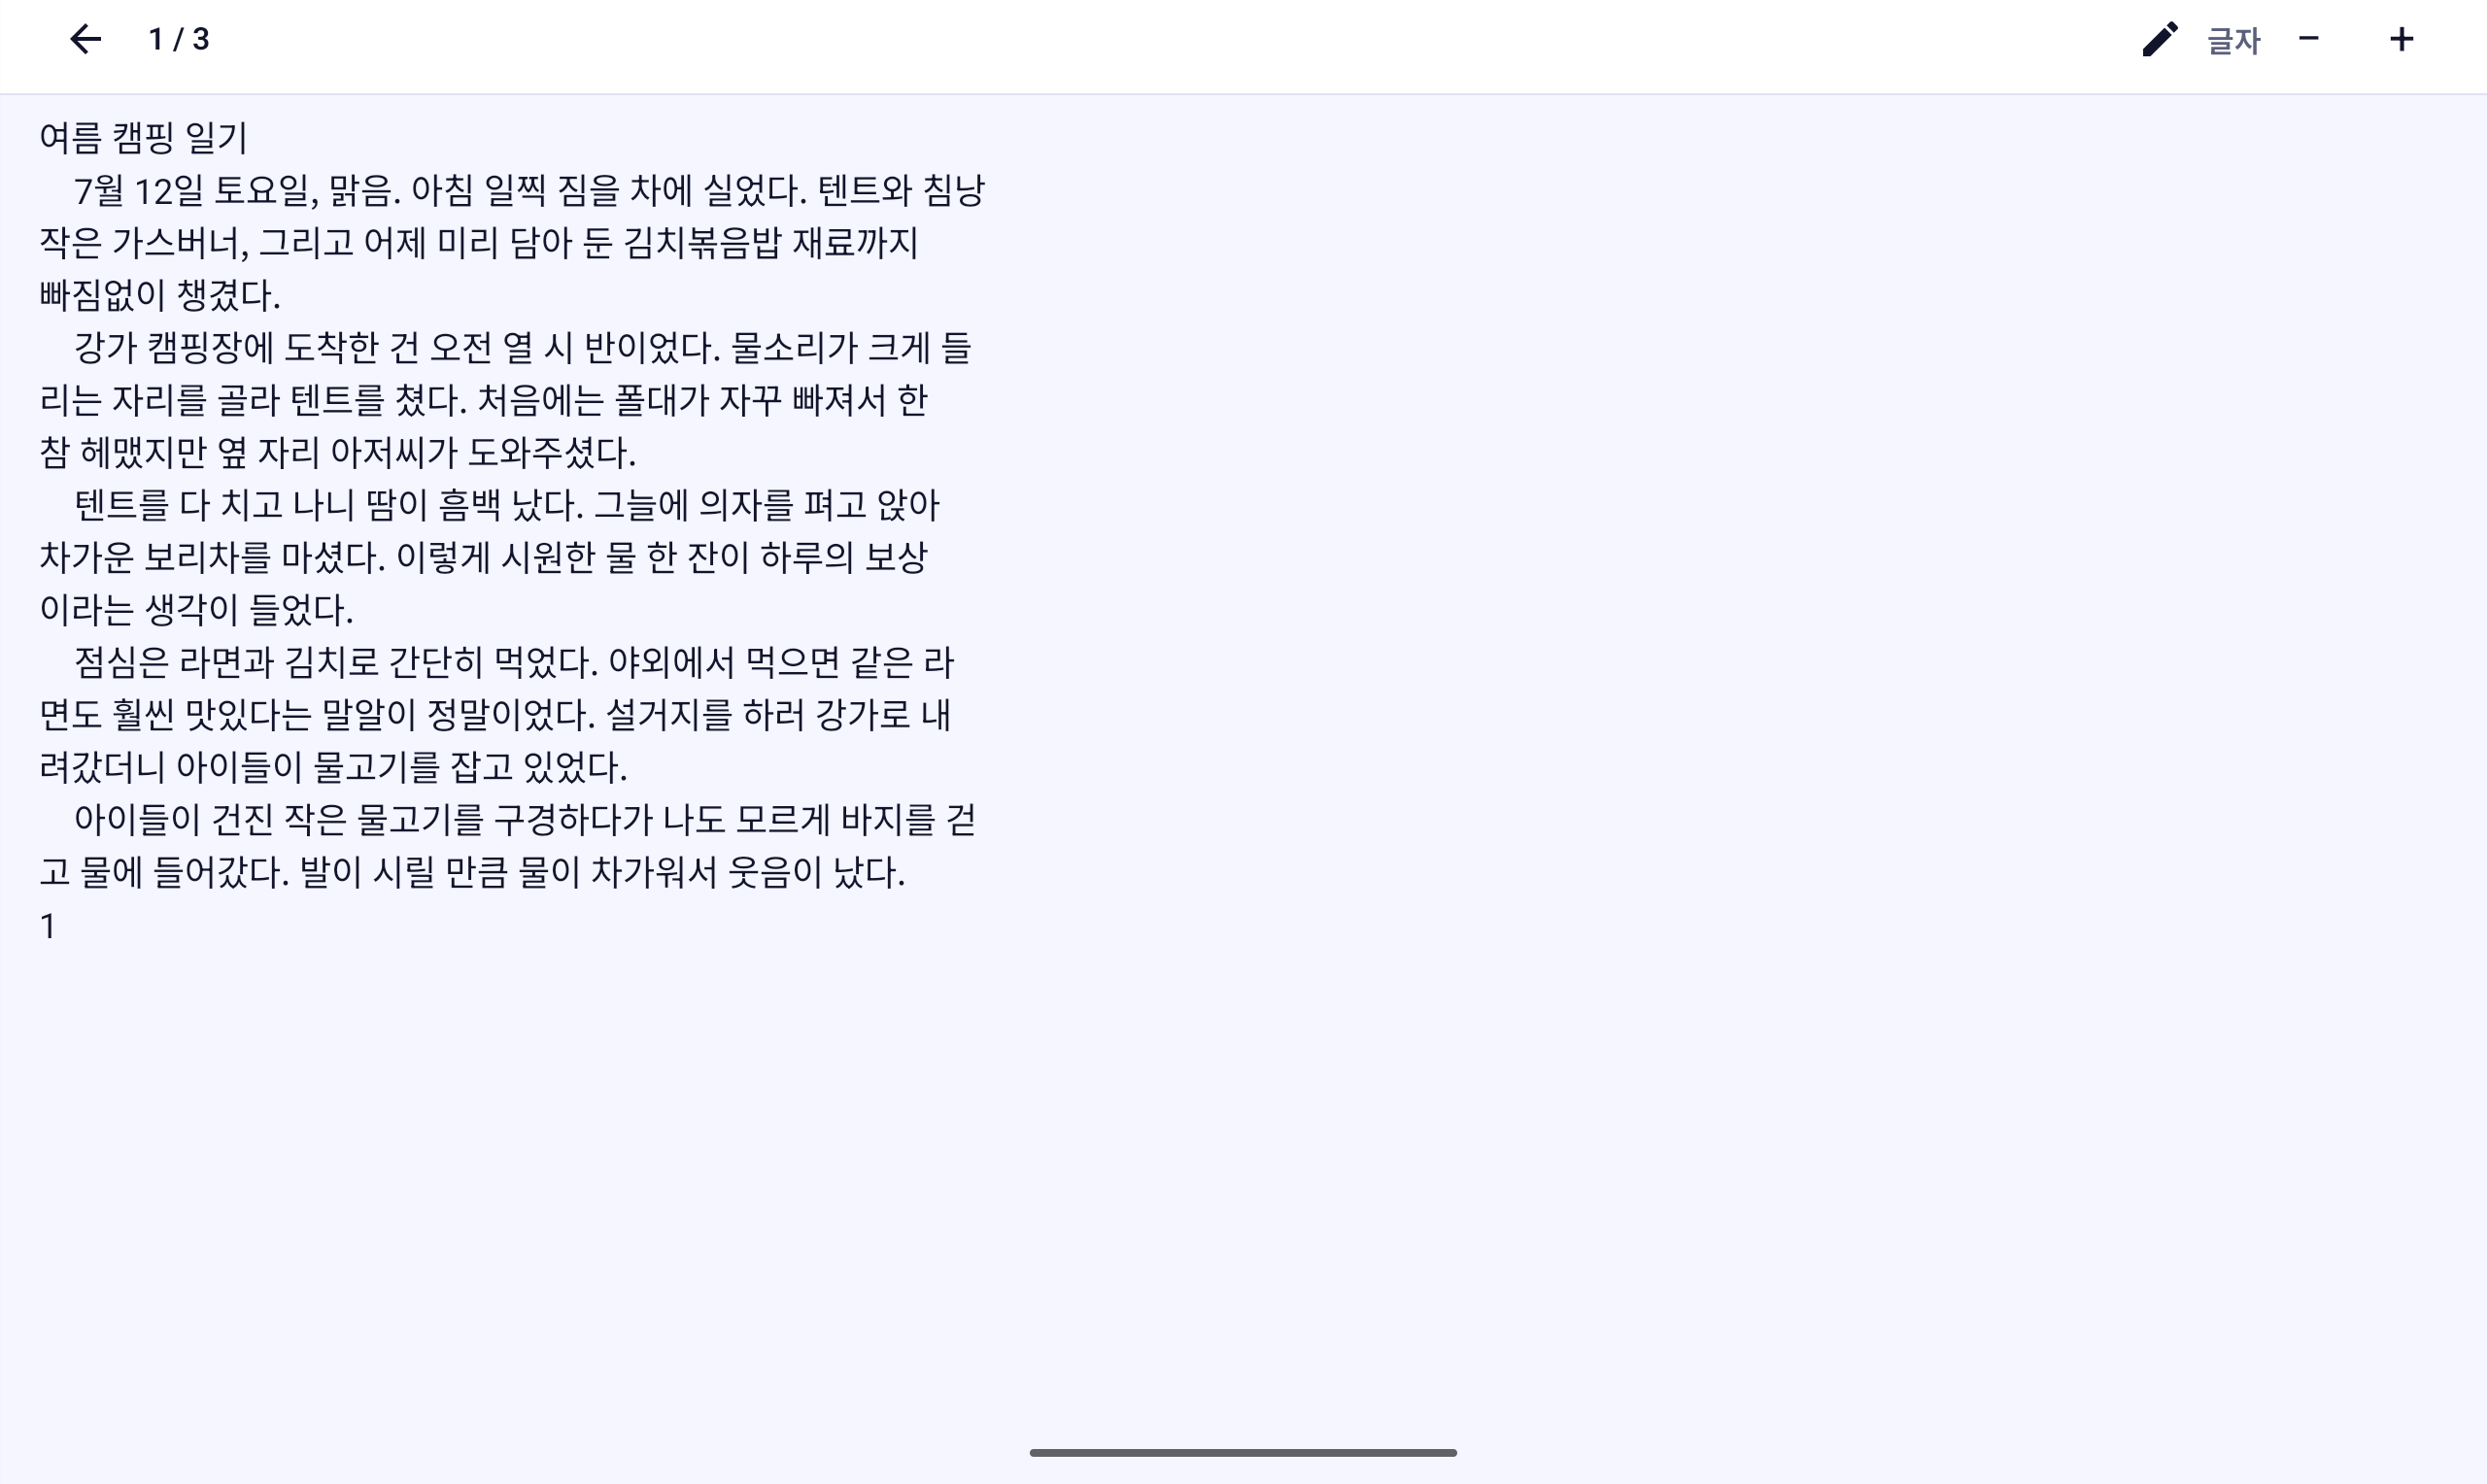 1 / 3
글자
여름 캠핑 일기
7월 12일 토요일, 맑음. 아침 일찍 짐을 차에 실었다. 텐트와 침낭
작은 가스버너, 그리고 어제 미리 담아 둔 김치볶음밥 재료까지
빠짐없이 챙겼다.
강가 캠핑장에 도착한 건 오전 열 시 반이었다. 물소리가 크게 들
리는 자리를 골라 텐트를 쳤다. 처음에는 폴대가 자꾸 빠져서 한
참 헤맸지만 옆 자리 아저씨가 도와주셨다.
텐트를 다 치고 나니 땀이 흠백 났다. 그늘에 의자를 펴고 앉아
차가운 보리차를 마셨다. 이렇게 시원한 물 한 잔이 하루의 보상
이라는 생각이 들었다.
점심은 라면과 김치로 간단히 먹었다. 야외에서 먹으면 같은 라
면도 훨씬 맛있다는 말알이 정말이었다. 설거지를 하러 강가로 내
려갔더니 아이들이 물고기를 잡고 있었다.
아이들이 건진 작은 물고기를 구경하다가 나도 모르게 바지를 걷
고 물에 들어갔다. 발이 시릴 만큼 물이 차가워서 웃음이 났다.
1